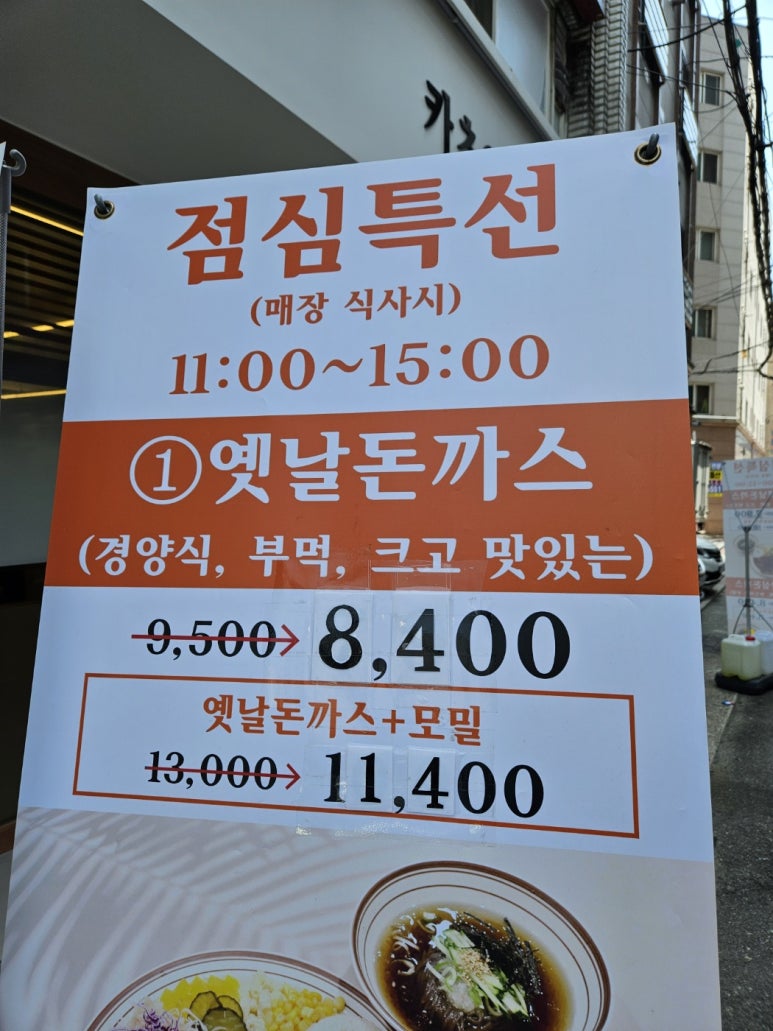 점심특선
(매장 식사시)
11:00~15:00
①옛날돈까스
(경양식, 부먹, 크고 맛있는)
9,500→ 8,400
옛날돈까스+모밀
13,000→ 11,400